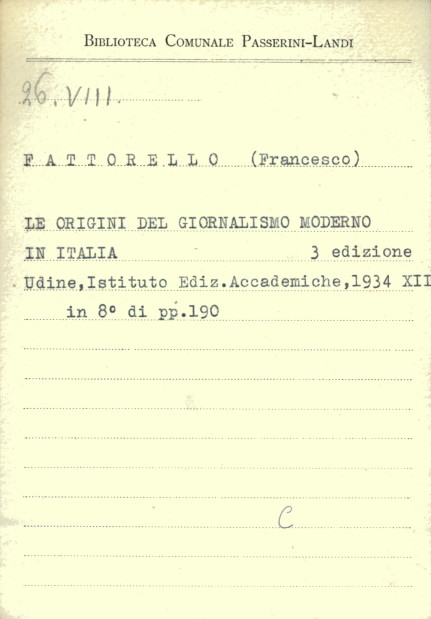 BIBLIOTECA COMUNALE PASSERINI-LANDI
26.VIII.
FATTORELLO (Francesco)
LE ORIGINI DEL GIORNALISMO MODERNO
IN ITALIA 3 edizione
Udine,Istituto Ediz.Accademiche,1934 XII
in 8° di pp.190
C